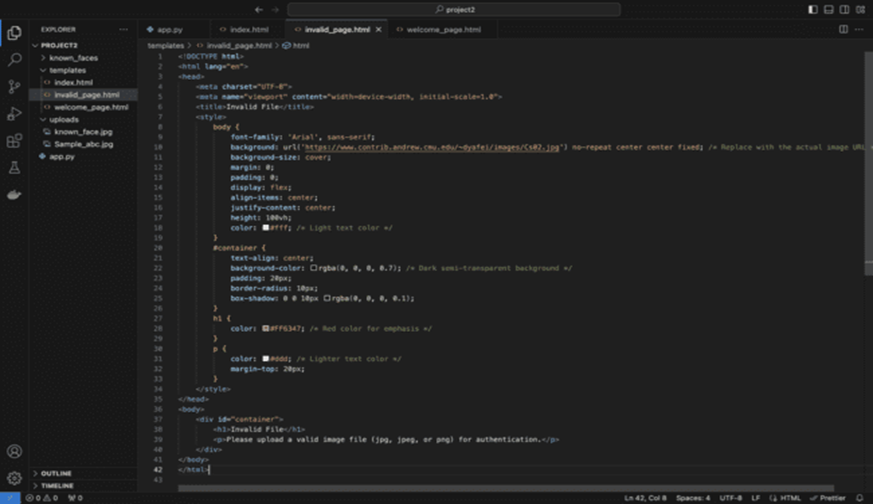 project2
EXPLORER
app.py
index.html
invalid_page.html
welcome_page.html
PROJECT2
known_faces
templates
index.html
invalid_page.html
welcome_page.html
uploads
known_face.jpg
Sample_abc.jpg
app.py
OUTLINE
TIMELINE
templates > invalid_page.html > html
1 <!DOCTYPE html>
2 <html lang="en">
3 <head>
4 <meta charset="UTF-8">
5 <meta name="viewport" content="width=device-width, initial-scale=1.0">
6 <title>Invalid File</title>
7 <style>
8 body {
9 font-family: 'Arial', sans-serif;
10 background: url('https://www.contrib.andrew.cmu.edu/~dyafei/images/Cs02.jpg') no-repeat center center fixed; /* Replace with the actual image URL
11 background-size: cover;
12 margin: 0;
13 padding: 0;
14 display: flex;
15 align-items: center;
16 justify-content: center;
17 height: 100vh;
18 color: #fff; /* Light text color */
19 }
20 #container {
21 text-align: center;
22 background-color: rgba(0, 0, 0, 0.7); /* Dark semi-transparent background */
23 padding: 20px;
24 border-radius: 10px;
25 box-shadow: 0 0 10px rgba(0, 0, 0, 0.1);
26 }
27 h1 {
28 color: #FF6347; /* Red color for emphasis */
29 }
30 p {
31 color: #ddd; /* Lighter text color */
32 margin-top: 20px;
33 }
34 </style>
35 </head>
36 <body>
37 <div id="container">
38 <h1>Invalid File</h1>
39 <p>Please upload a valid image file (jpg, jpeg, or png) for authentication.</p>
40 </div>
41 </body>
42 </html>
43
0 0 0 Ln 42, Col 8 Spaces: 4 UTF-8 LF HTML Prettier